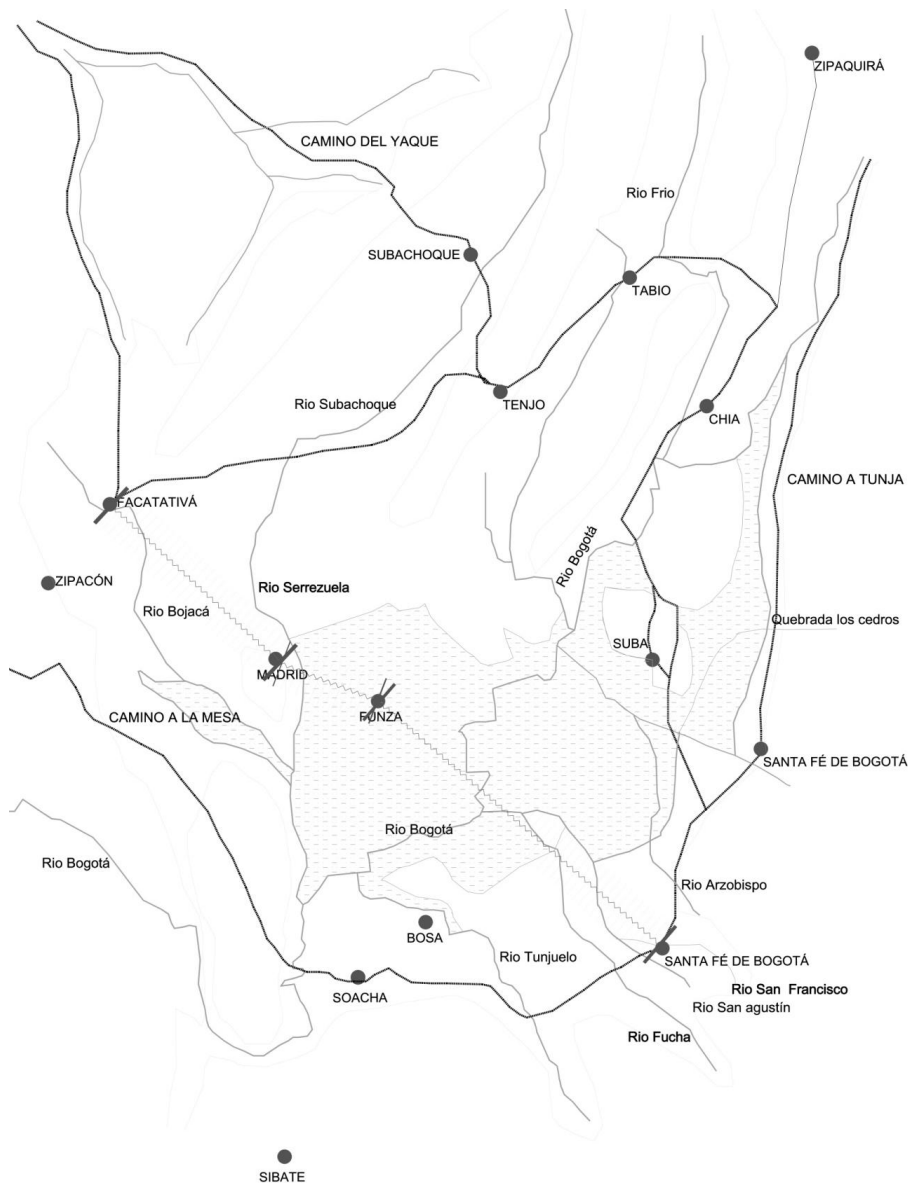 ZIPAQUIRÁ
CAMINO DEL YAQUE
Rio Frio
SUBACHOQUE
TABIO
Rio Subachoque
TENJO
CHIA
CAMINO A TUNJA
FACATATIVÁ
Rio Bogotá
ZIPACÓN
Rio Serrezuela
Rio Bojacá
Quebrada los cedros
SUBA
MADRID
CAMINO A LA MESA
FUNZA
SANTA FÉ DE BOGOTÁ
Rio Bogotá
Rio Bogotá
Rio Arzobispo
BOSA
Rio Tunjuelo
SANTA FÉ DE BOGOTÁ
Rio San Francisco
SOACHA
Rio San agustín
Rio Fucha
SIBATE